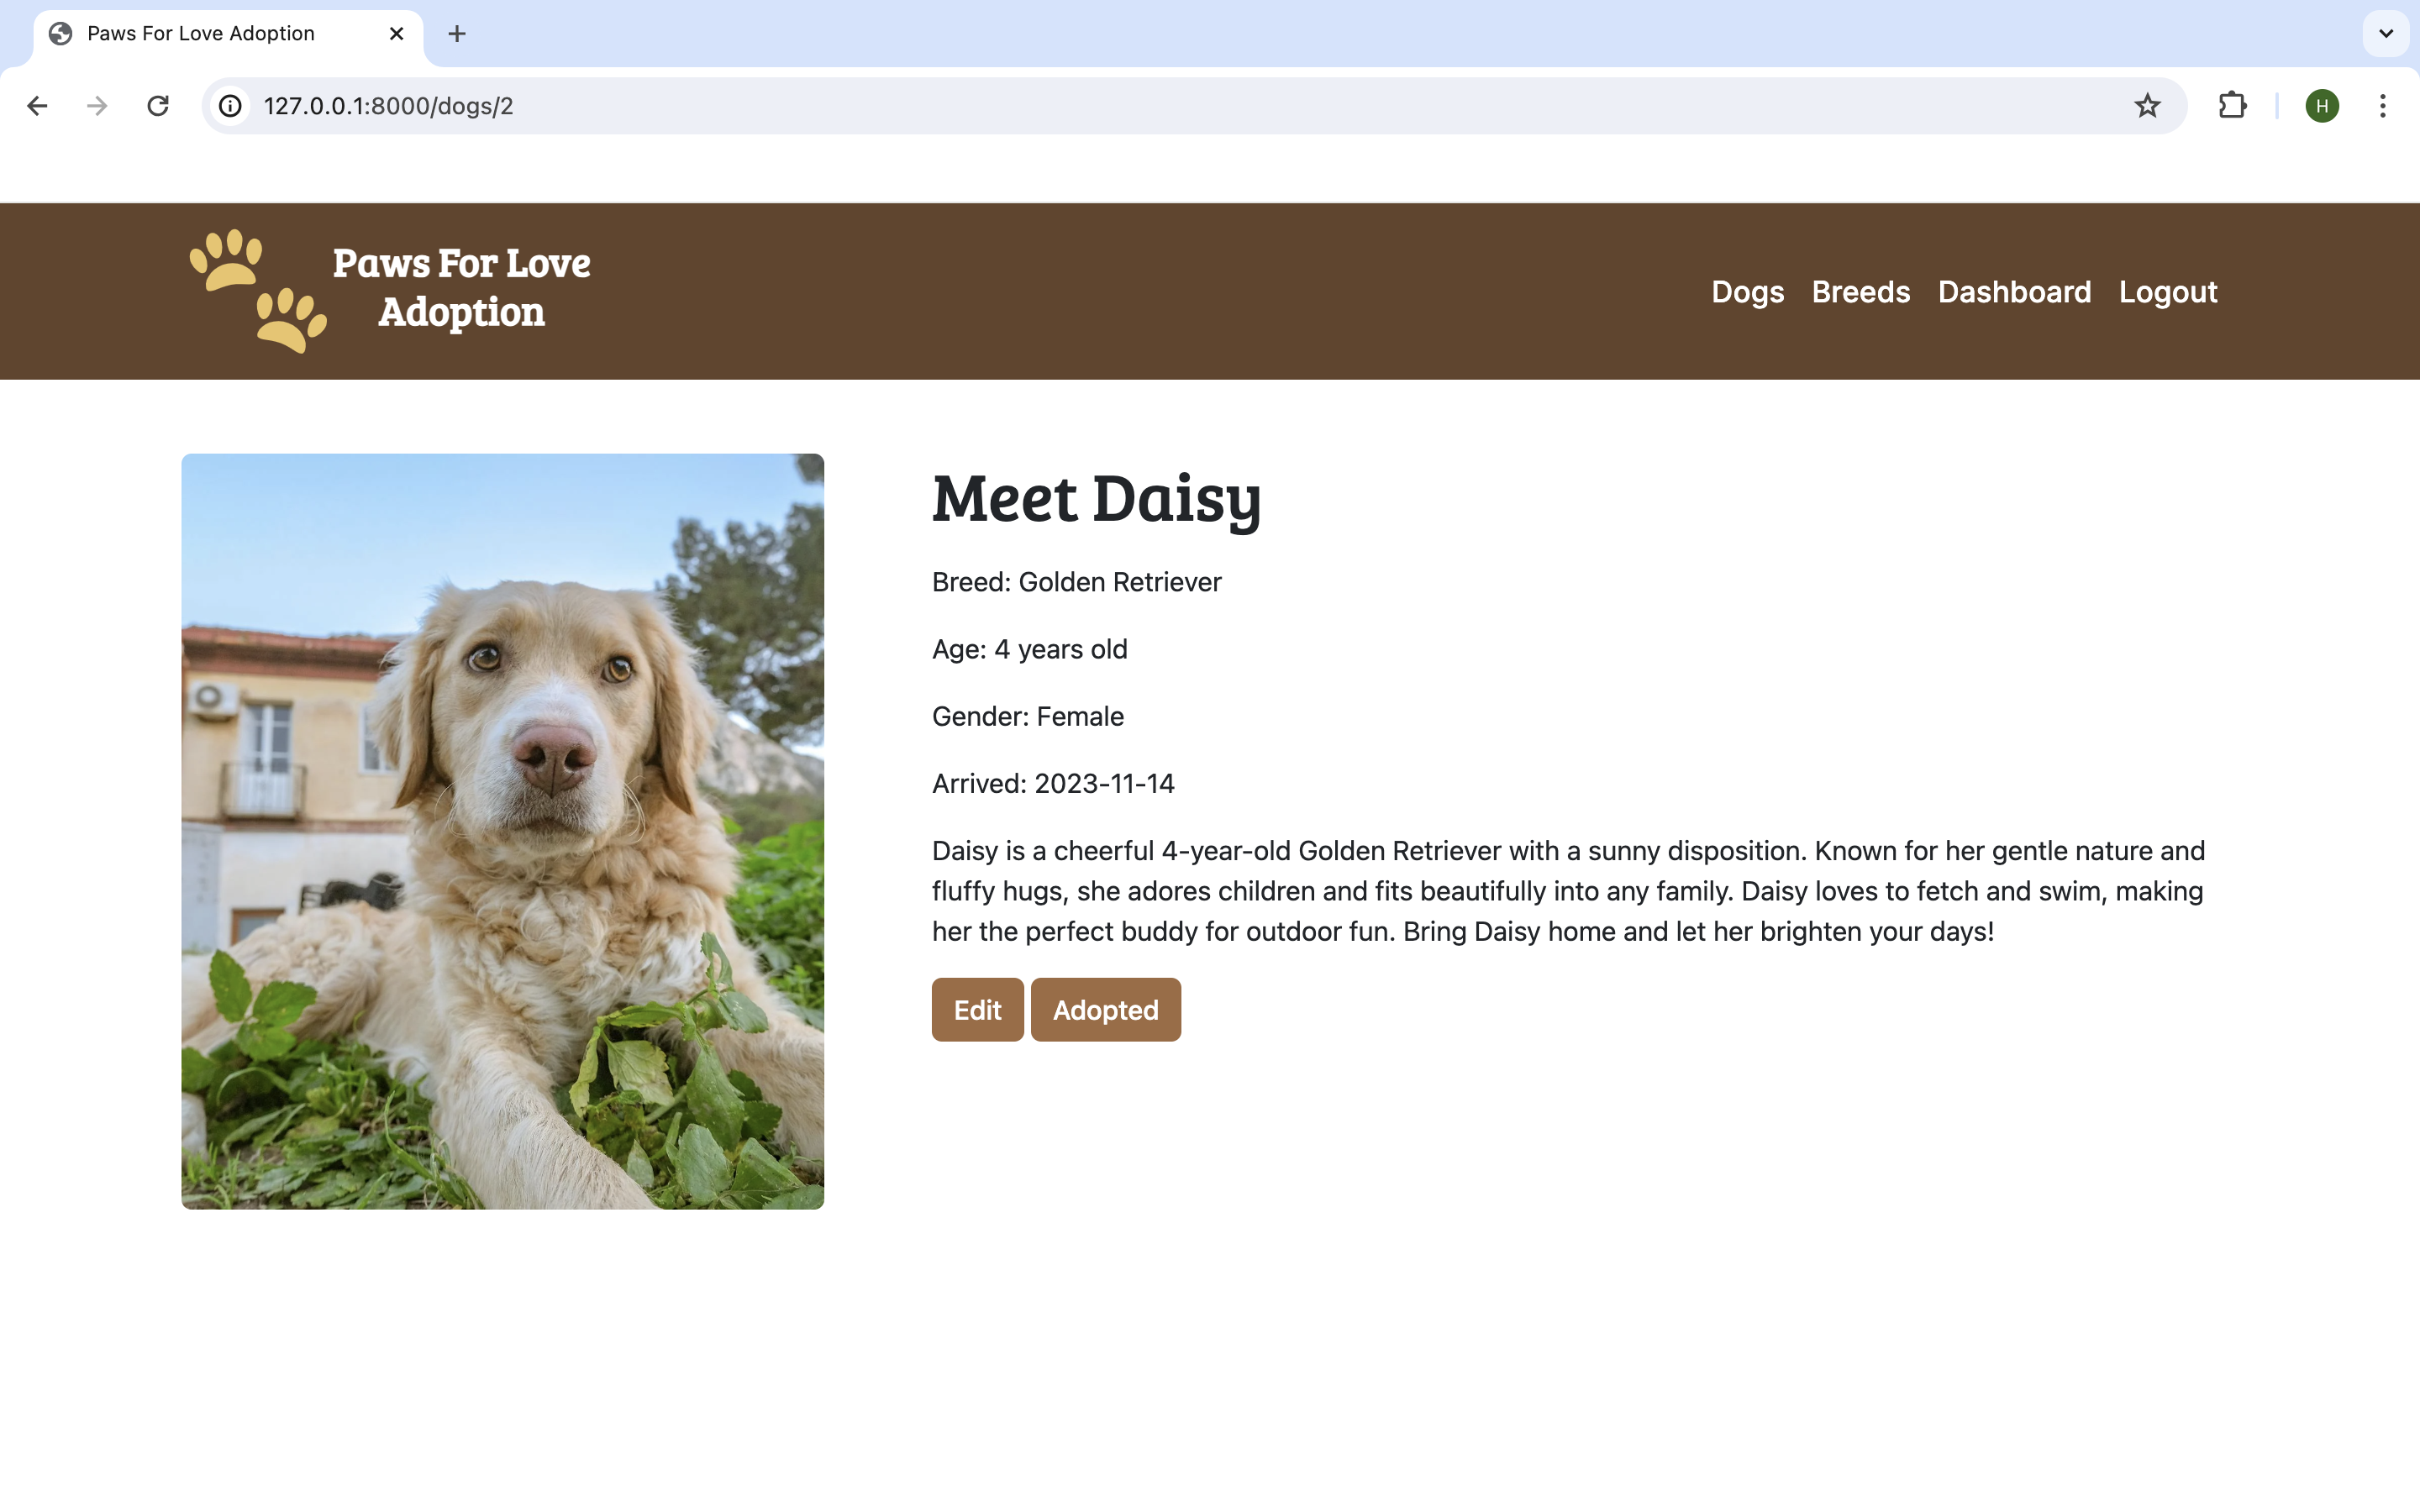 Paws For Love Adoption
127.0.0.1:8000/dogs/2
H
Paws For Love
Adoption
Dogs Breeds Dashboard Logout
Meet Daisy
Breed: Golden Retriever
Age: 4 years old
Gender: Female
Arrived: 2023-11-14
Daisy is a cheerful 4-year-old Golden Retriever with a sunny disposition. Known for her gentle nature and
fluffy hugs, she adores children and fits beautifully into any family. Daisy loves to fetch and swim, making
her the perfect buddy for outdoor fun. Bring Daisy home and let her brighten your days!
Edit Adopted